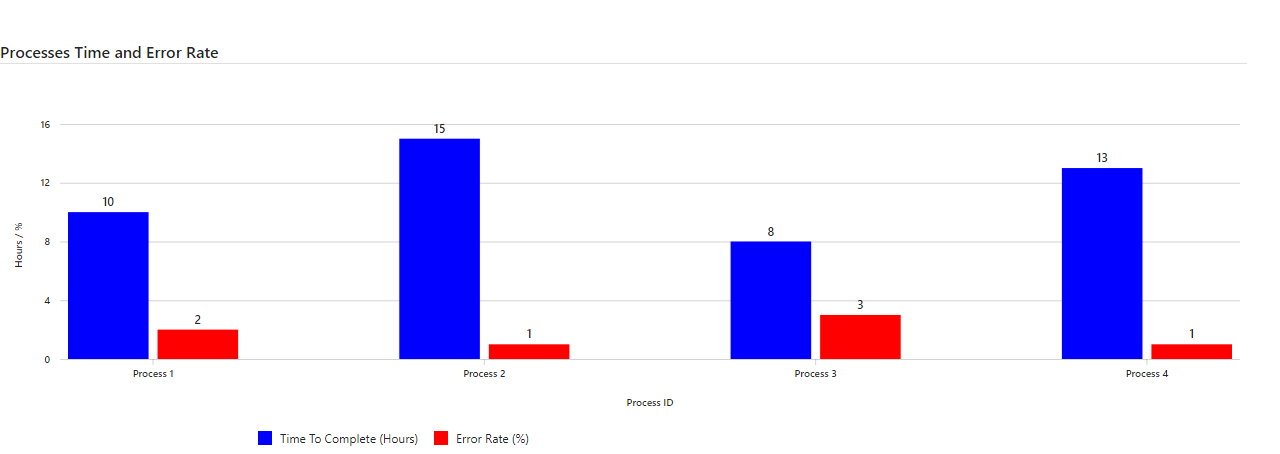 Processes Time and Error Rate
16
12
8
4
0
Hours / %
10
2
15
1
8
3
13
1
Process 1
Process 2
Process 3
Process 4
Process ID
Time To Complete (Hours)
Error Rate (%)